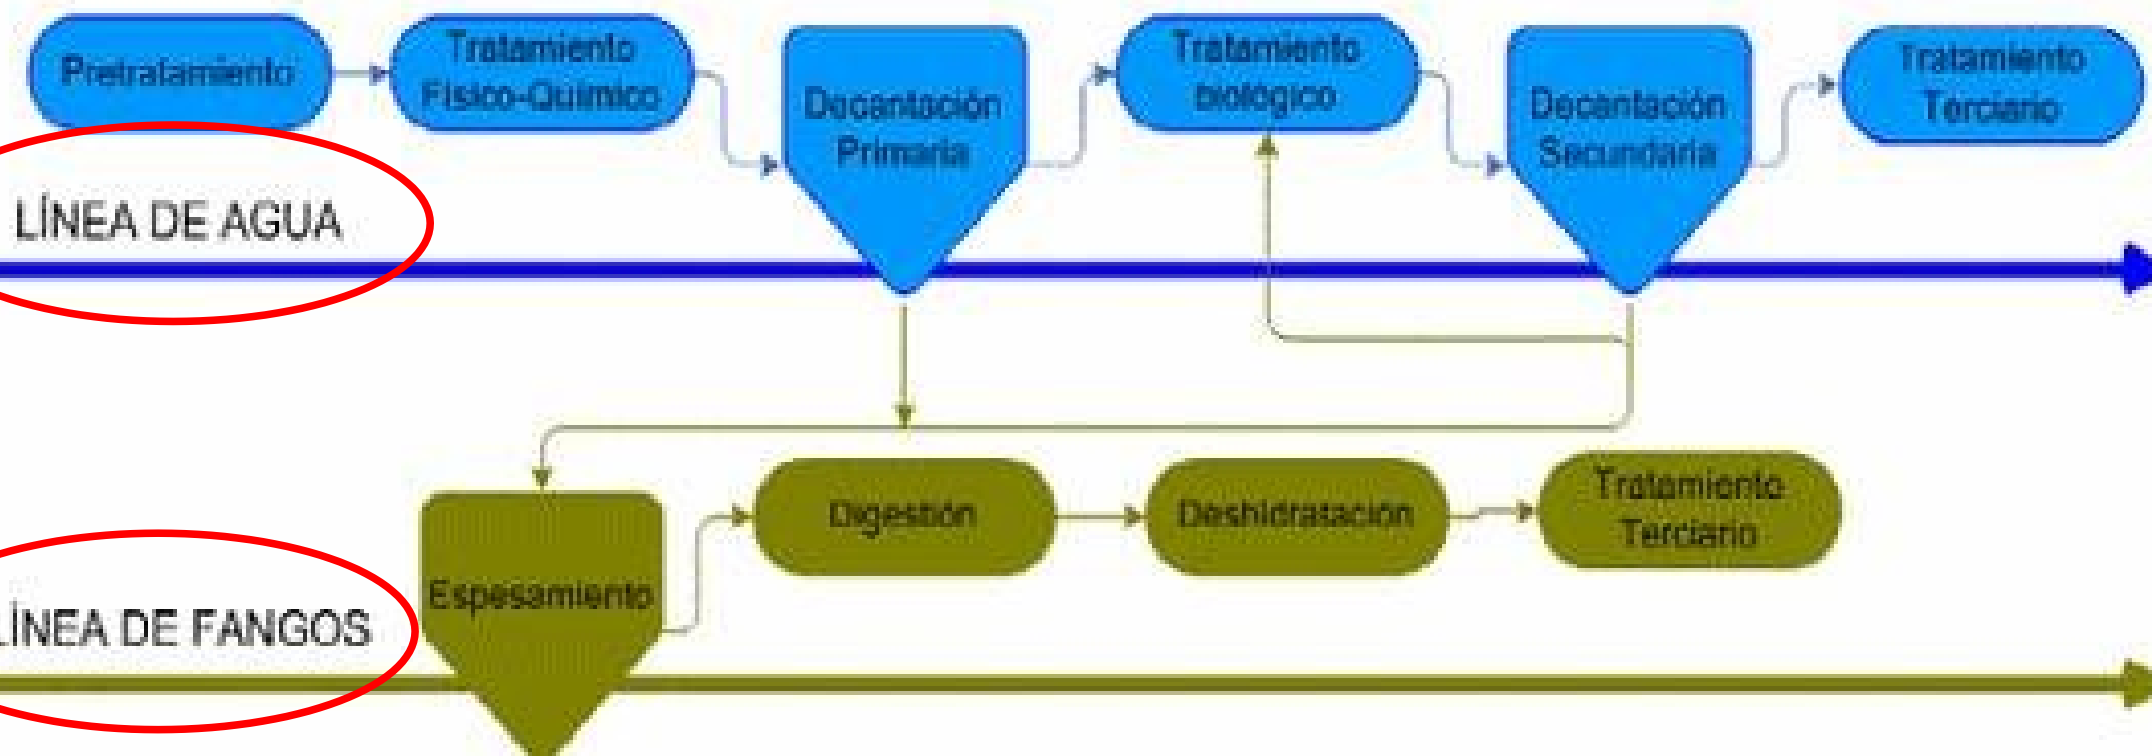 Pretratamiento
Tratamiento
Físico-Químico
Decantación
Primaria
Tratamiento
biológico
Decantación
Secundaria
Tratamiento
Terciario
LÍNEA DE AGUA
Espesamiento
Digestión
Deshidratación
Tratamiento
Terciario
LÍNEA DE FANGOS